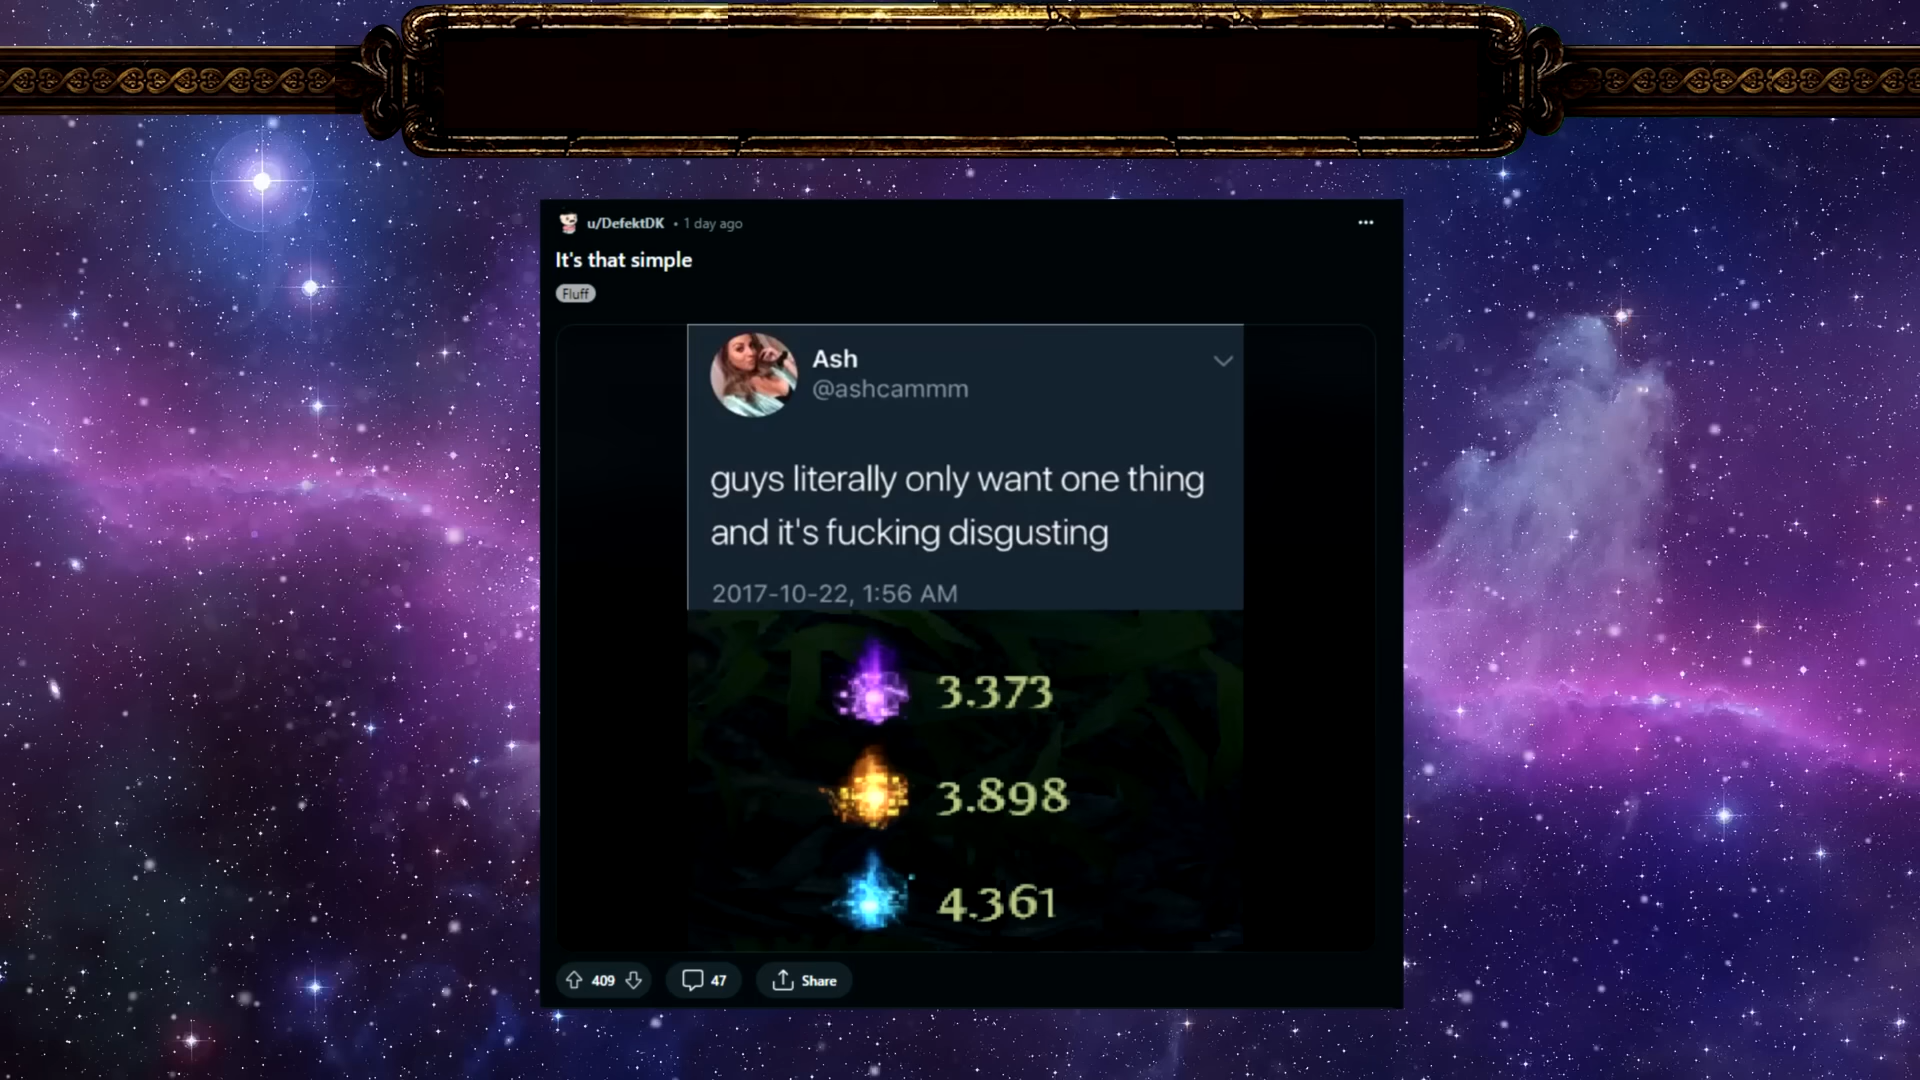 u/DefektDK • 1 day ago
It's that simple
Fluff
Ash
@ashcammm
guys literally only want one thing
and it's fucking disgusting
2017-10-22, 1:56 AM
3.373
3.898
4.361
409
47
Share